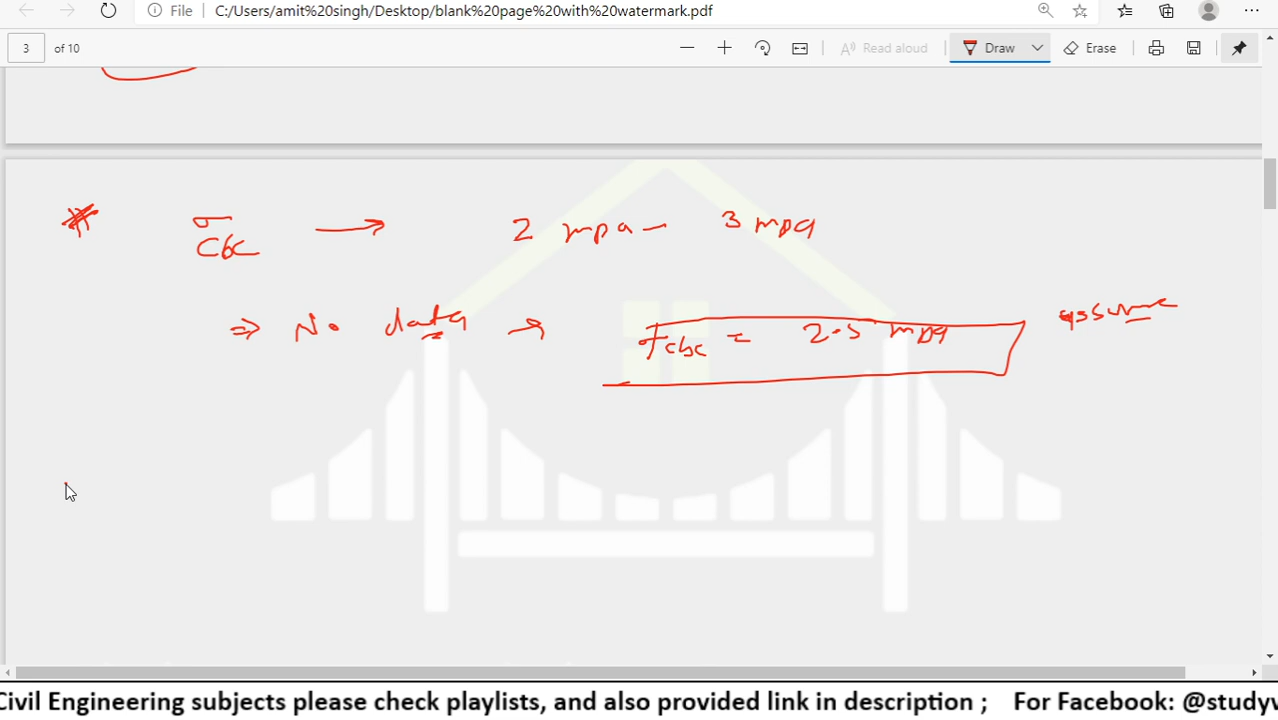 File C:/Users/amit%20singh/Desktop/blank%20page%20with%20watermark.pdf
3 of 10 Read aloud Draw Erase
σcbc → 2 mpa - 3 mpa
⇒ No data → fcbc = 2.5 mpa assume
Civil Engineering subjects please check playlists, and also provided link in description ; For Facebook: @studyv